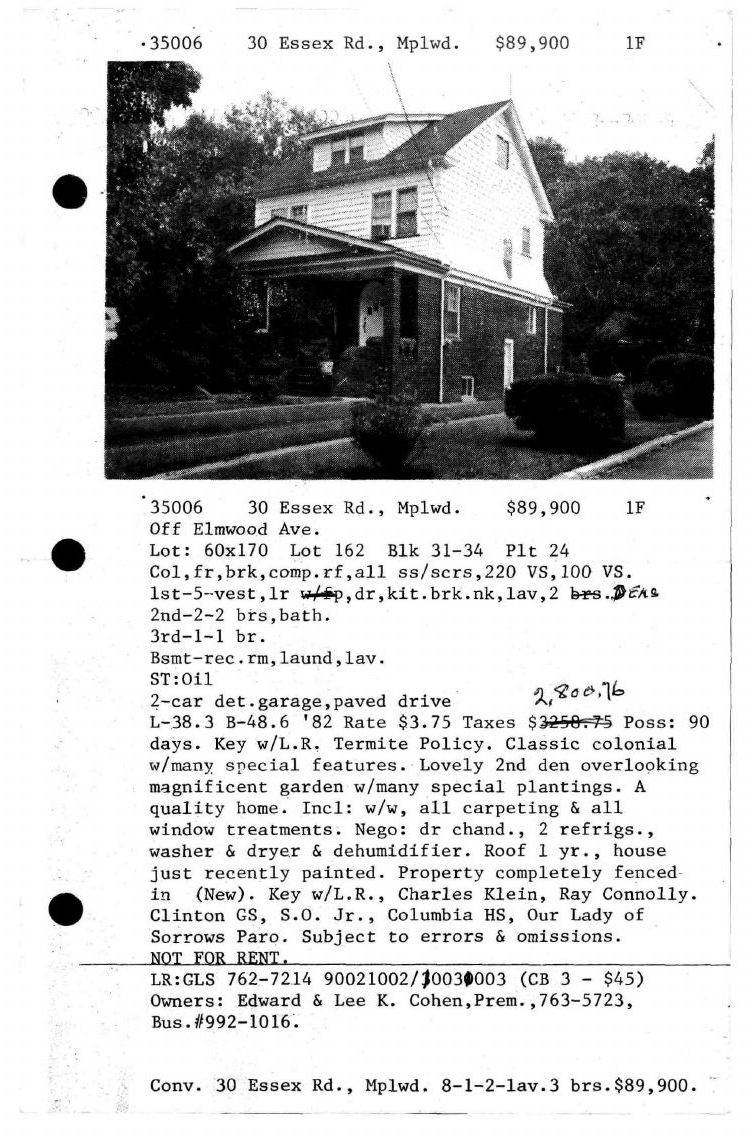 35006 30 Essex Rd., Mplwd. $89,900 1F
35006 30 Essex Rd., Mplwd. $89,900 1F
Off Elmwood Ave.
Lot: 60x170 Lot 162 Blk 31-34 Plt 24
Col,fr,brk,comp.rf,all ss/scrs,220 VS,100 VS.
1st-5-vest,lr w/fp,dr,kit.brk.nk,lav,2 brs. DENS
2nd-2-2 brs,bath.
3rd-1-1 br.
Bsmt-rec.rm,laund,lav.
ST:Oil
2-car det.garage,paved drive 2,800.76
L-38.3 B-48.6 '82 Rate $3.75 Taxes $3258.75 Poss: 90
days. Key w/L.R. Termite Policy. Classic colonial
w/many special features. Lovely 2nd den overlooking
magnificent garden w/many special plantings. A
quality home. Incl: w/w, all carpeting & all
window treatments. Nego: dr chand., 2 refrigs.,
washer & dryer & dehumidifier. Roof 1 yr., house
just recently painted. Property completely fenced
in (New). Key w/L.R., Charles Klein, Ray Connolly.
Clinton GS, S.O. Jr., Columbia HS, Our Lady of
Sorrows Paro. Subject to errors & omissions.
NOT FOR RENT.
LR:GLS 762-7214 90021002/10030003 (CB 3 - $45)
Owners: Edward & Lee K. Cohen,Prem.,763-5723,
Bus.#992-1016.
Conv. 30 Essex Rd., Mplwd. 8-1-2-lav.3 brs.$89,900.